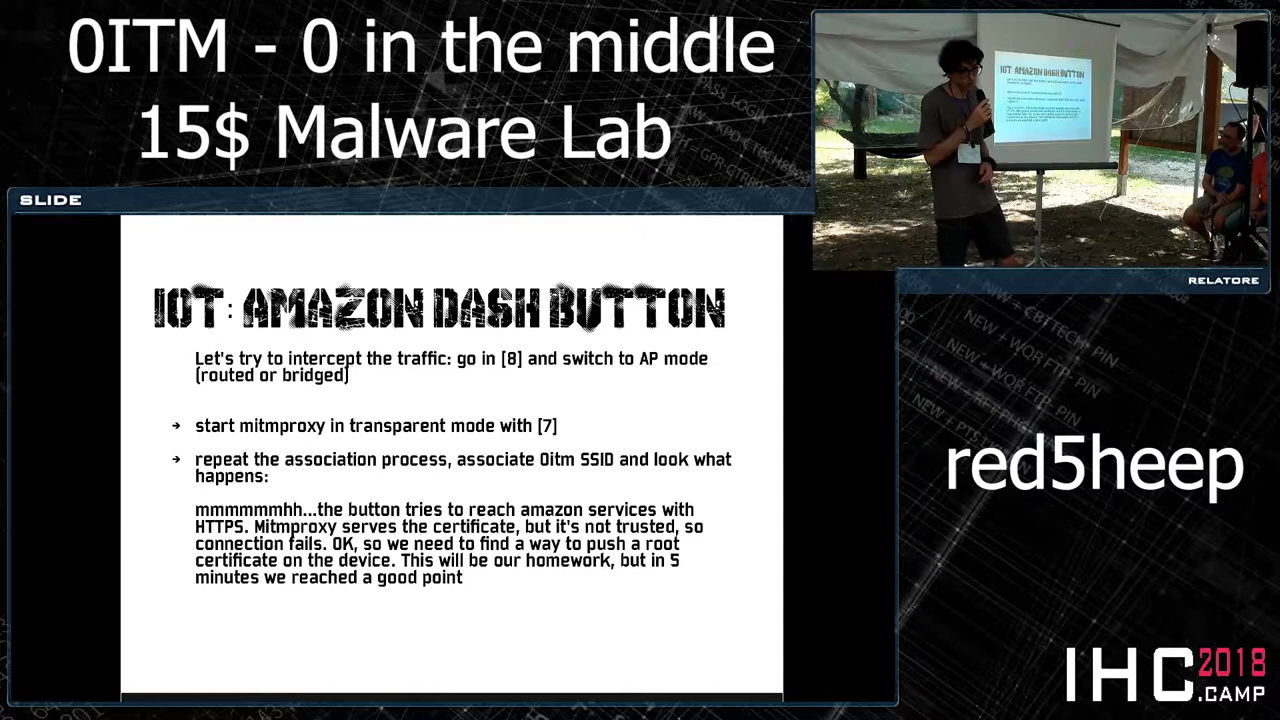 0ITM - 0 in the middle
15$ Malware Lab
SLIDE
IOT: AMAZON DASH BUTTON
Let's try to intercept the traffic: go in [8] and switch to AP mode
(routed or bridged)
→ start mitmproxy in transparent mode with [7]
→ repeat the association process, associate 0itm SSID and look what
happens:
mmmmmmhh...the button tries to reach amazon services with
HTTPS. Mitmproxy serves the certificate, but it's not trusted, so
connection fails. OK, so we need to find a way to push a root
certificate on the device. This will be our homework, but in 5
minutes we reached a good point
IOT: AMAZON DASH BUTTON
RELATORE
red5heep
IHC 2018
.CAMP